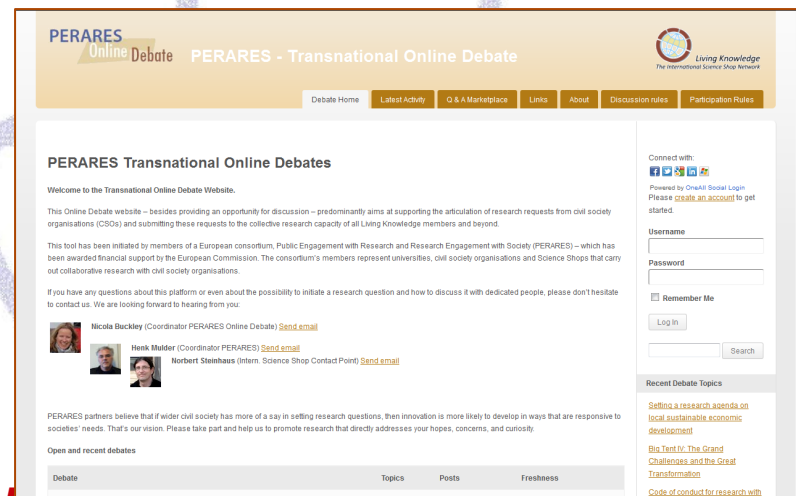 PERARES
Online Debate
PERARES - Transnational Online Debate
Living Knowledge
The International Science Shop Network
Debate Home
Latest Activity
Q & A Marketplace
Links
About
Discussion rules
Participation Rules
PERARES Transnational Online Debates
Welcome to the Transnational Online Debate Website.
This Online Debate website – besides providing an opportunity for discussion – predominantly aims at supporting the articulation of research requests from civil society
organisations (CSOs) and submitting these requests to the collective research capacity of all Living Knowledge members and beyond.
This tool has been initiated by members of a European consortium, Public Engagement with Research and Research Engagement with Society (PERARES) – which has
been awarded financial support by the European Commission. The consortium's members represent universities, civil society organisations and Science Shops that carry
out collaborative research with civil society organisations.
If you have any questions about this platform or even about the possibility to initiate a research question and how to discuss it with dedicated people, please don't hesitate
to contact us. We are looking forward to hearing from you:
Nicola Buckley (Coordinator PERARES Online Debate) Send email
Henk Mulder (Coordinator PERARES) Send email
Norbert Steinhaus (Intern. Science Shop Contact Point) Send email
PERARES partners believe that if wider civil society has more of a say in setting research questions, then innovation is more likely to develop in ways that are responsive to
societies' needs. That's our vision. Please take part and help us to promote research that directly addresses your hopes, concerns, and curiosity.
Open and recent debates
Debate Topics Posts Freshness
Connect with:
Powered by OneAll Social Login
Please create an account to get
started.
Username
Password
Remember Me
Log In
Search
Recent Debate Topics
Setting a research agenda on
local sustainable economic
development
Big Tent IV: The Grand
Challenges and the Great
Transformation
Code of conduct for research with